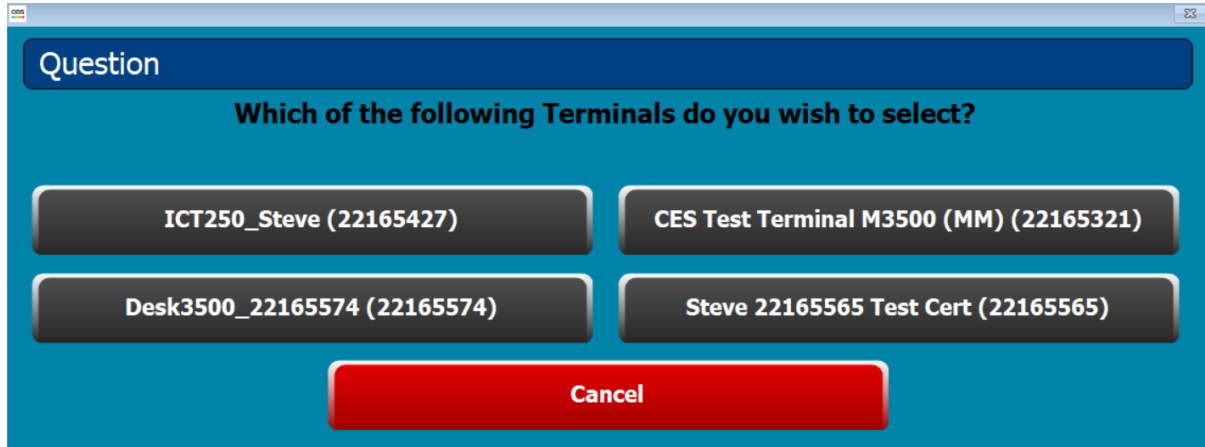 CES
Question
Which of the following Terminals do you wish to select?
ICT250_Steve (22165427)
CES Test Terminal M3500 (MM) (22165321)
Desk3500_22165574 (22165574)
Steve 22165565 Test Cert (22165565)
Cancel